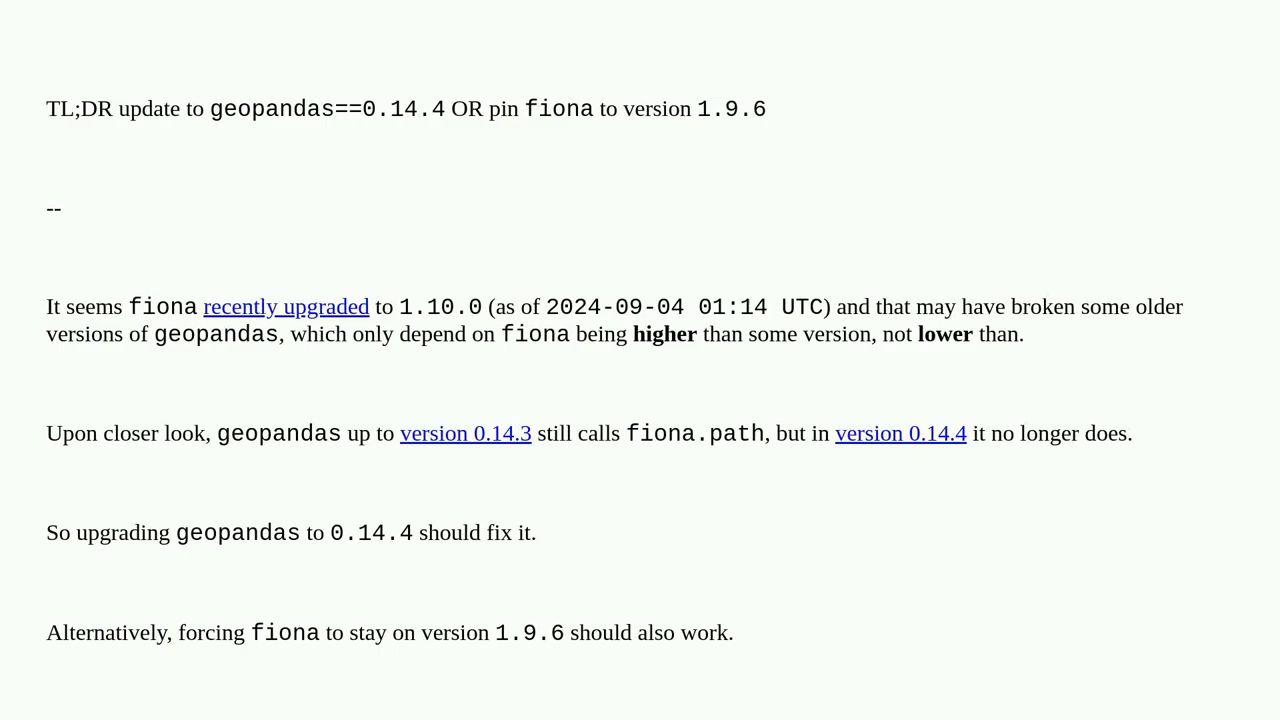 TL;DR update to geopandas==0.14.4 OR pin fiona to version 1.9.6
--
It seems fiona recently upgraded to 1.10.0 (as of 2024-09-04 01:14 UTC) and that may have broken some older
versions of geopandas, which only depend on fiona being higher than some version, not lower than.
Upon closer look, geopandas up to version 0.14.3 still calls fiona.path, but in version 0.14.4 it no longer does.
So upgrading geopandas to 0.14.4 should fix it.
Alternatively, forcing fiona to stay on version 1.9.6 should also work.